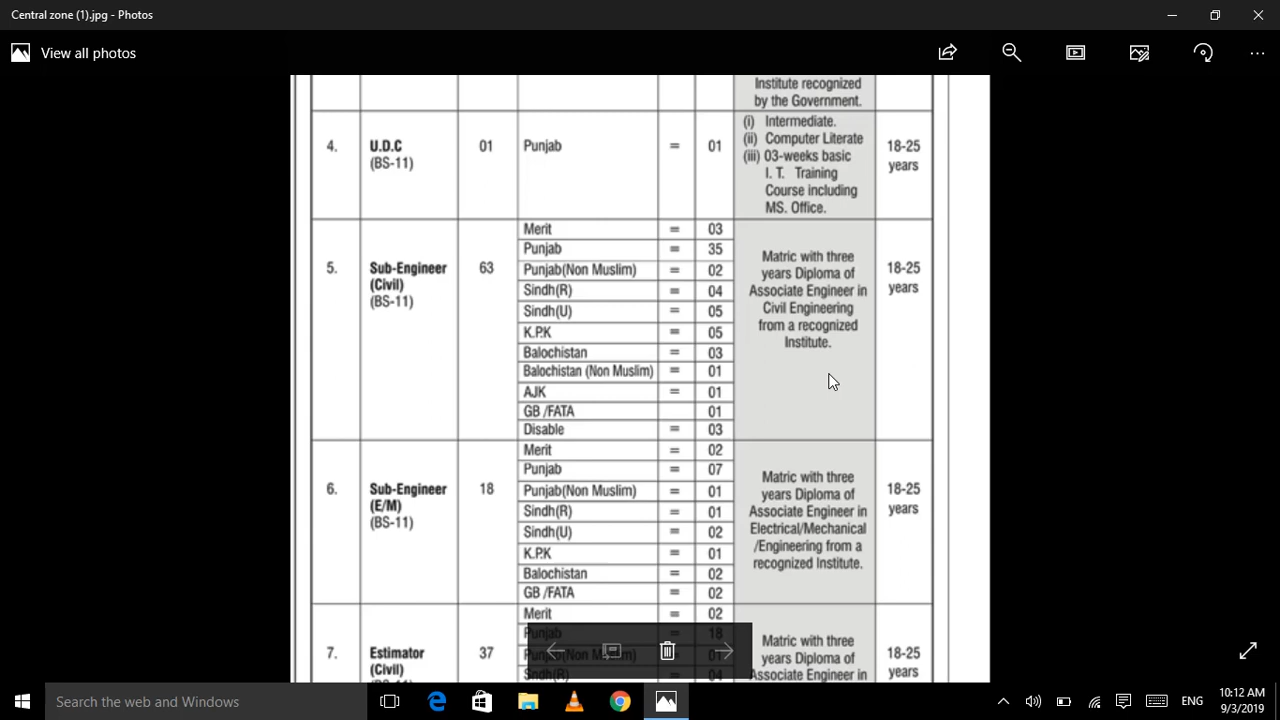 Central zone (1).jpg - Photos
View all photos
Institute recognized
by the Government.
4.
U.D.C
(BS-11)
01
Punjab = 01
(i) Intermediate.
(ii) Computer Literate
(iii) 03-weeks basic
I. T. Training
Course including
MS. Office.
18-25
years
5.
Sub-Engineer
(Civil)
(BS-11)
63
Merit = 03
Punjab = 35
Punjab(Non Muslim) = 02
Sindh(R) = 04
Sindh(U) = 05
K.P.K = 05
Balochistan = 03
Balochistan (Non Muslim) = 01
AJK = 01
GB /FATA 01
Disable = 03
Matric with three
years Diploma of
Associate Engineer in
Civil Engineering
from a recognized
Institute.
18-25
years
6.
Sub-Engineer
(E/M)
(BS-11)
18
Merit = 02
Punjab = 07
Punjab(Non Muslim) = 01
Sindh(R) = 01
Sindh(U) = 02
K.P.K = 01
Balochistan = 02
GB /FATA = 02
Matric with three
years Diploma of
Associate Engineer in
Electrical/Mechanical
/Engineering from a
recognized Institute.
18-25
years
7.
Estimator
(Civil)
37
Merit = 02
Punjab 18
Punjab(Non Muslim) 01
Sndh(R) 04
Matric with three
years Diploma of
Associate Engineer in
18-25
years
Search the web and Windows
ENG
10:12 AM
9/3/2019